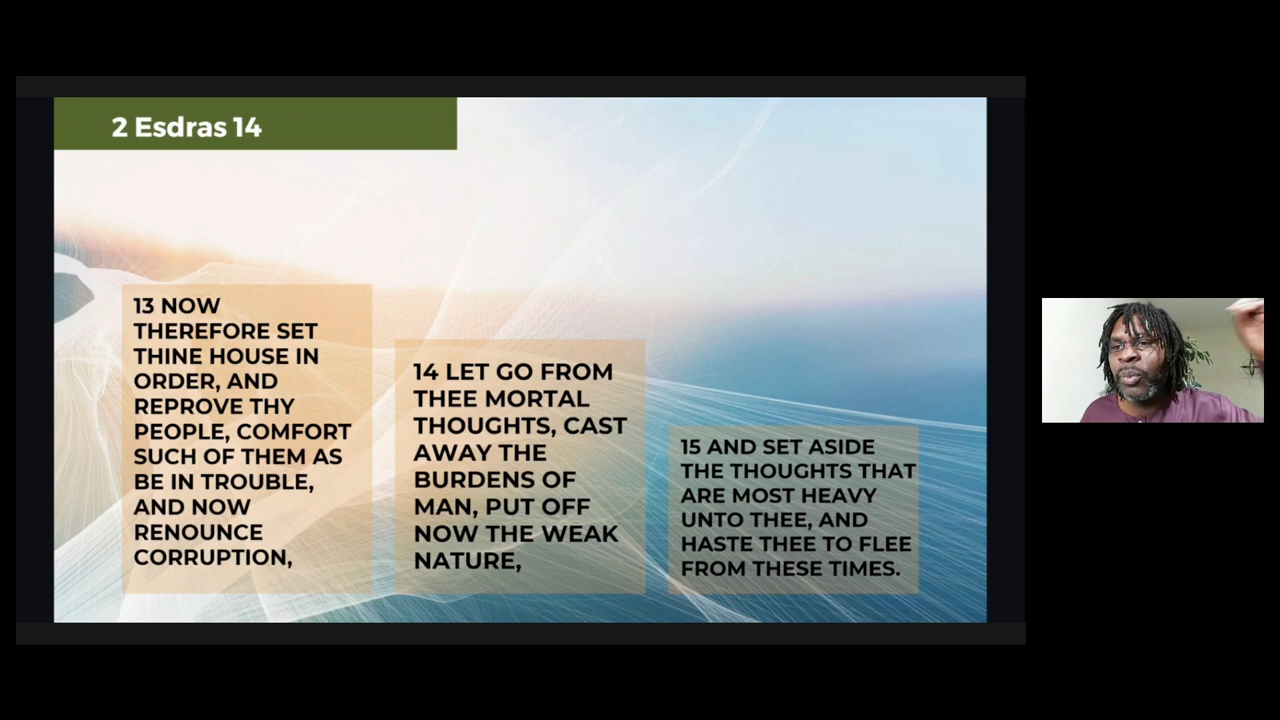 2 Esdras 14
13 NOW
THEREFORE SET
THINE HOUSE IN
ORDER, AND
REPROVE THY
PEOPLE, COMFORT
SUCH OF THEM AS
BE IN TROUBLE,
AND NOW
RENOUNCE
CORRUPTION,
14 LET GO FROM
THEE MORTAL
THOUGHTS, CAST
AWAY THE
BURDENS OF
MAN, PUT OFF
NOW THE WEAK
NATURE,
15 AND SET ASIDE
THE THOUGHTS THAT
ARE MOST HEAVY
UNTO THEE, AND
HASTE THEE TO FLEE
FROM THESE TIMES.